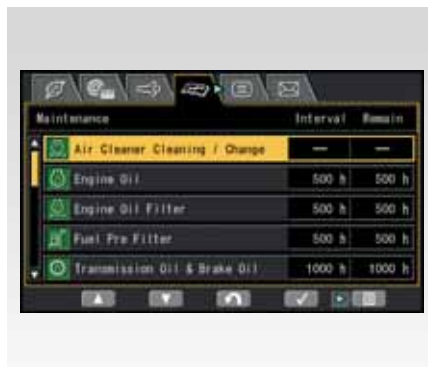 Maintenance Interval Remain
Air Cleaner Cleaning / Change — —
Engine Oil 500 h 500 h
Engine Oil Filter 500 h 500 h
Fuel Pre Filter 500 h 500 h
Transmission Oil & Brake Oil 1000 h 1000 h